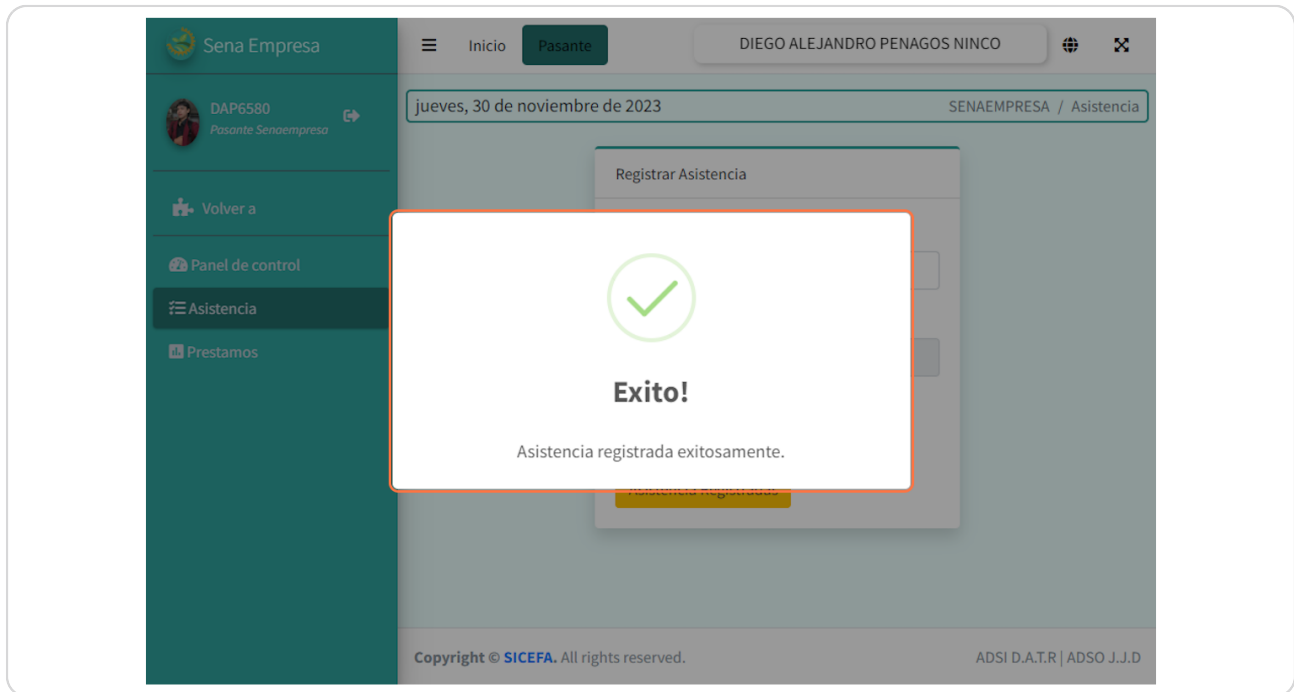 Sena Empresa
Inicio
Pasante
DIEGO ALEJANDRO PENAGOS NINCO
DAP6580
Pasante Senaempresa
jueves, 30 de noviembre de 2023
SENAEMPRESA / Asistencia
Registrar Asistencia
Volver a
Panel de control
Asistencia
Prestamos
Exito!
Asistencia registrada exitosamente.
Asistencia Registradas
Copyright © SICEFA. All rights reserved.
ADSI D.A.T.R | ADSO J.J.D